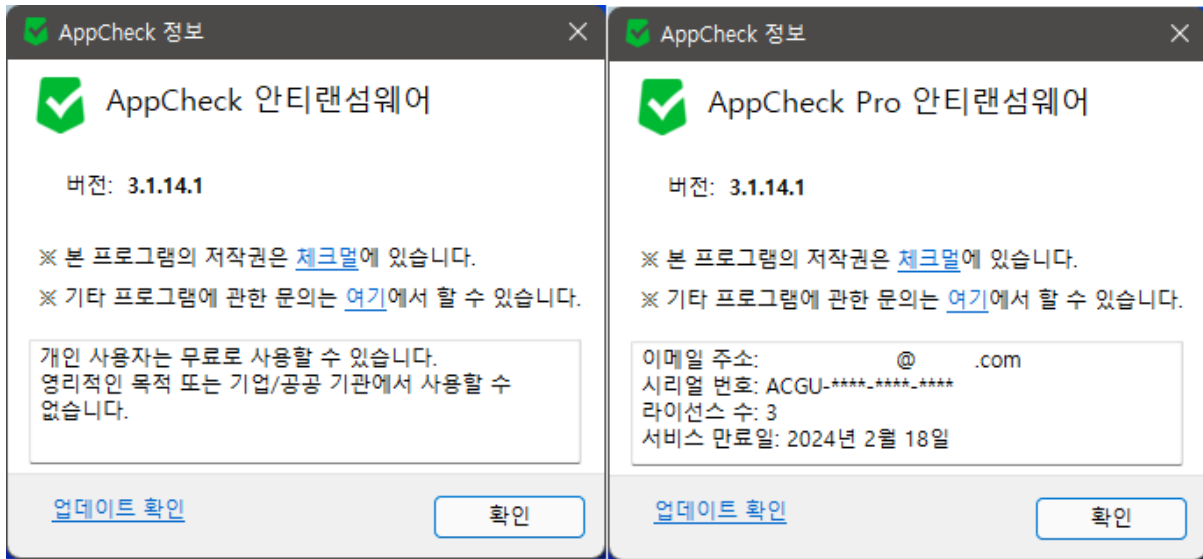 AppCheck 정보
AppCheck 안티랜섬웨어
버전: 3.1.14.1
※ 본 프로그램의 저작권은 체크멀에 있습니다.
※ 기타 프로그램에 관한 문의는 여기에서 할 수 있습니다.
개인 사용자는 무료로 사용할 수 있습니다.
영리적인 목적 또는 기업/공공 기관에서 사용할 수
없습니다.
업데이트 확인
확인
AppCheck 정보
AppCheck Pro 안티랜섬웨어
버전: 3.1.14.1
※ 본 프로그램의 저작권은 체크멀에 있습니다.
※ 기타 프로그램에 관한 문의는 여기에서 할 수 있습니다.
이메일 주소: @ .com
시리얼 번호: ACGU-****-****-****
라이선스 수: 3
서비스 만료일: 2024년 2월 18일
업데이트 확인
확인